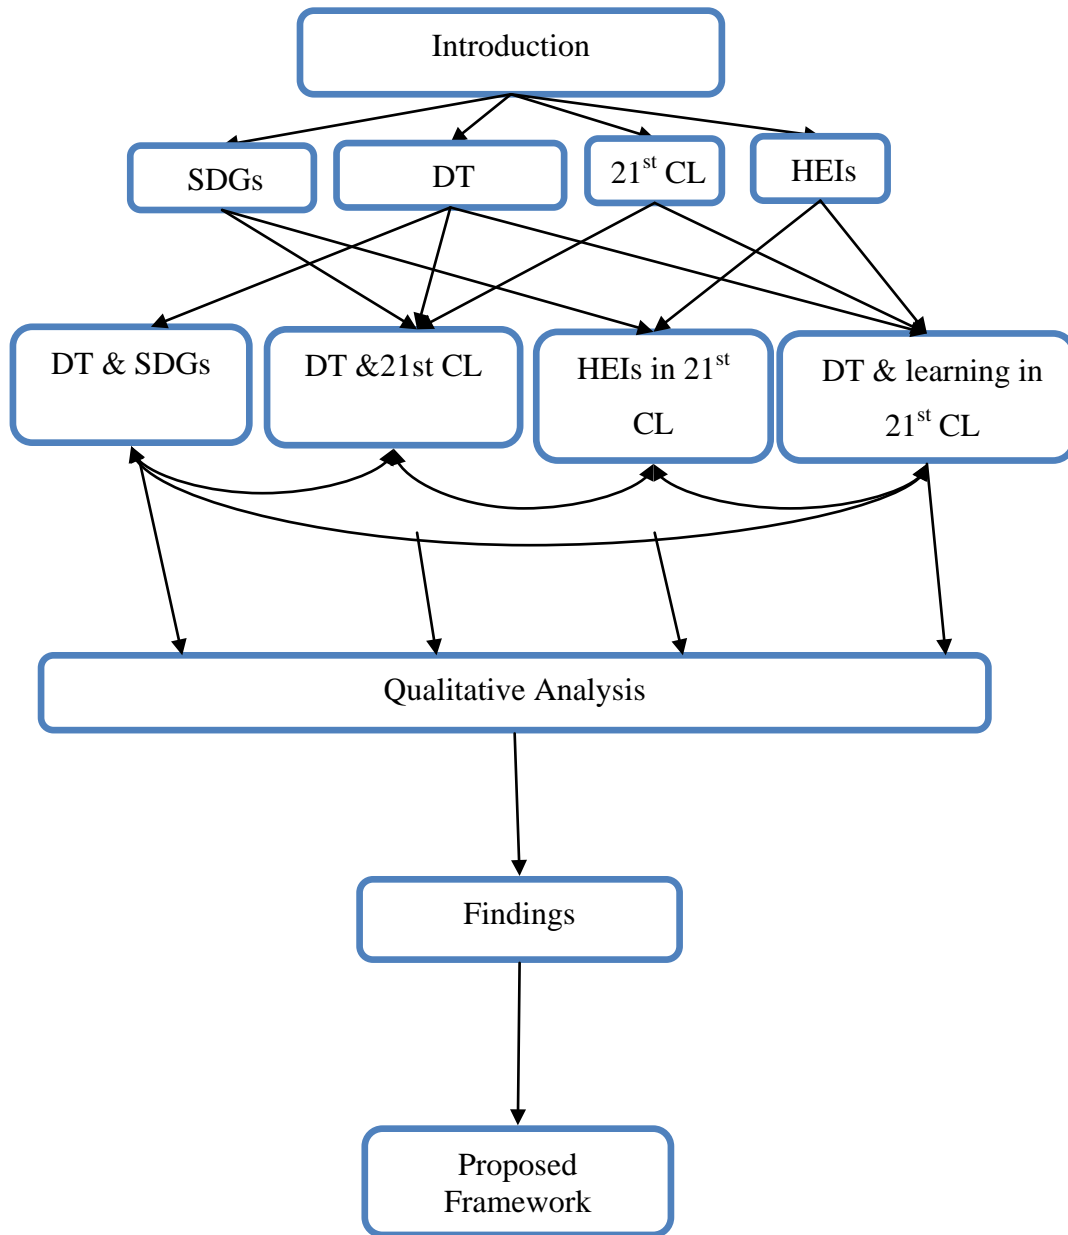 Introduction
SDGs
DT
21st CL
HEIs
DT & SDGs
DT &21st CL
HEIs in 21st
CL
DT & learning in
21st CL
Qualitative Analysis
Findings
Proposed
Framework